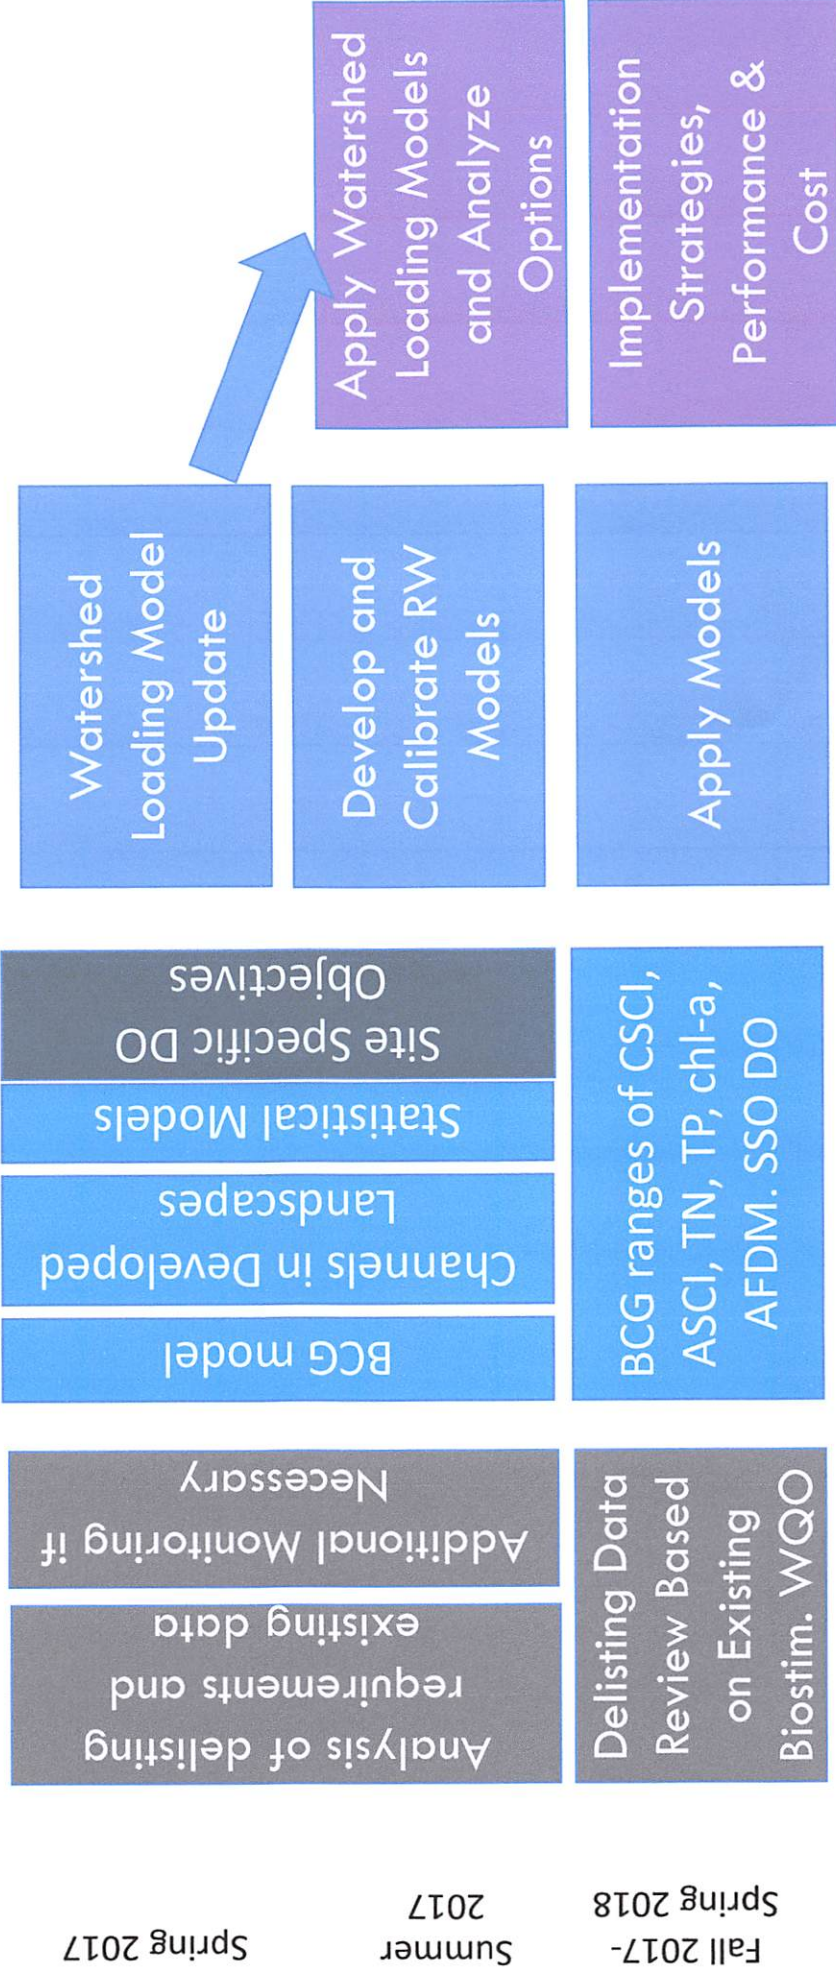 Spring 2017
Summer
2017
Fall 2017-
Spring 2018
Analysis of delisting
requirements and
existing data
Additional Monitoring if
Necessary
Delisting Data
Review Based
on Existing
Biostim. WQO
BCG model
Channels in Developed
Landscapes
Statistical Models
Site Specific DO
Objectives
BCG ranges of CSCI,
ASCI, TN, TP, chl-a,
AFDM. SSO DO
Watershed
Loading Model
Update
Develop and
Calibrate RW
Models
Apply Models
Apply Watershed
Loading Models
and Analyze
Options
Implementation
Strategies,
Performance &
Cost